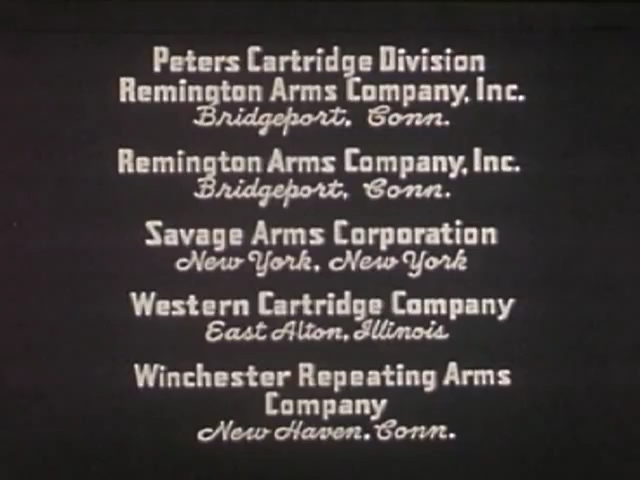 Peters Cartridge Division
Remington Arms Company, Inc.
Bridgeport, Conn.
Remington Arms Company, Inc.
Bridgeport, Conn.
Savage Arms Corporation
New York, New York
Western Cartridge Company
East Alton, Illinois
Winchester Repeating Arms
Company
New Haven, Conn.